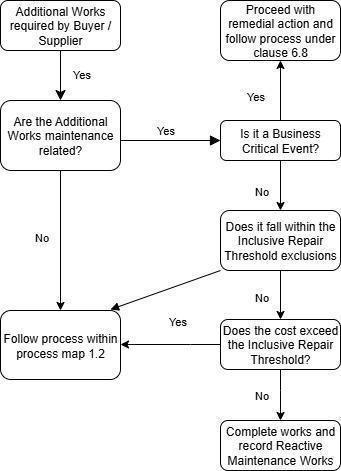 Additional Works
required by Buyer /
Supplier
Proceed with
remedial action and
follow process under
clause 6.8
Yes
Yes
Are the Additional
Works maintenance
related?
Yes
Is it a Business
Critical Event?
No
No
Does it fall within the
Inclusive Repair
Threshold exclusions
No
Follow process within
process map 1.2
Yes
Does the cost exceed
the Inclusive Repair
Threshold?
No
Complete works and
record Reactive
Maintenance Works